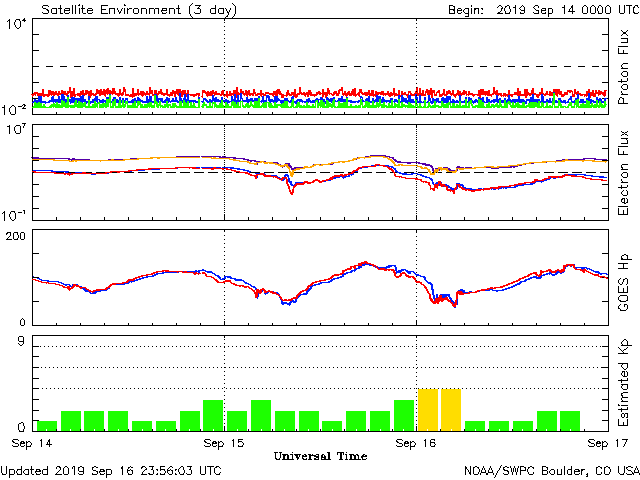 Satellite Environment (3 day)
Begin: 2019 Sep 14 0000 UTC
10⁴
10⁻²
Proton Flux
10⁷
10⁻¹
Electron Flux
200
0
GOES Hp
9
0
Estimated Kp
Sep 14 Sep 15 Sep 16 Sep 17
Universal Time
Updated 2019 Sep 16 23:56:03 UTC
NOAA/SWPC Boulder, CO USA